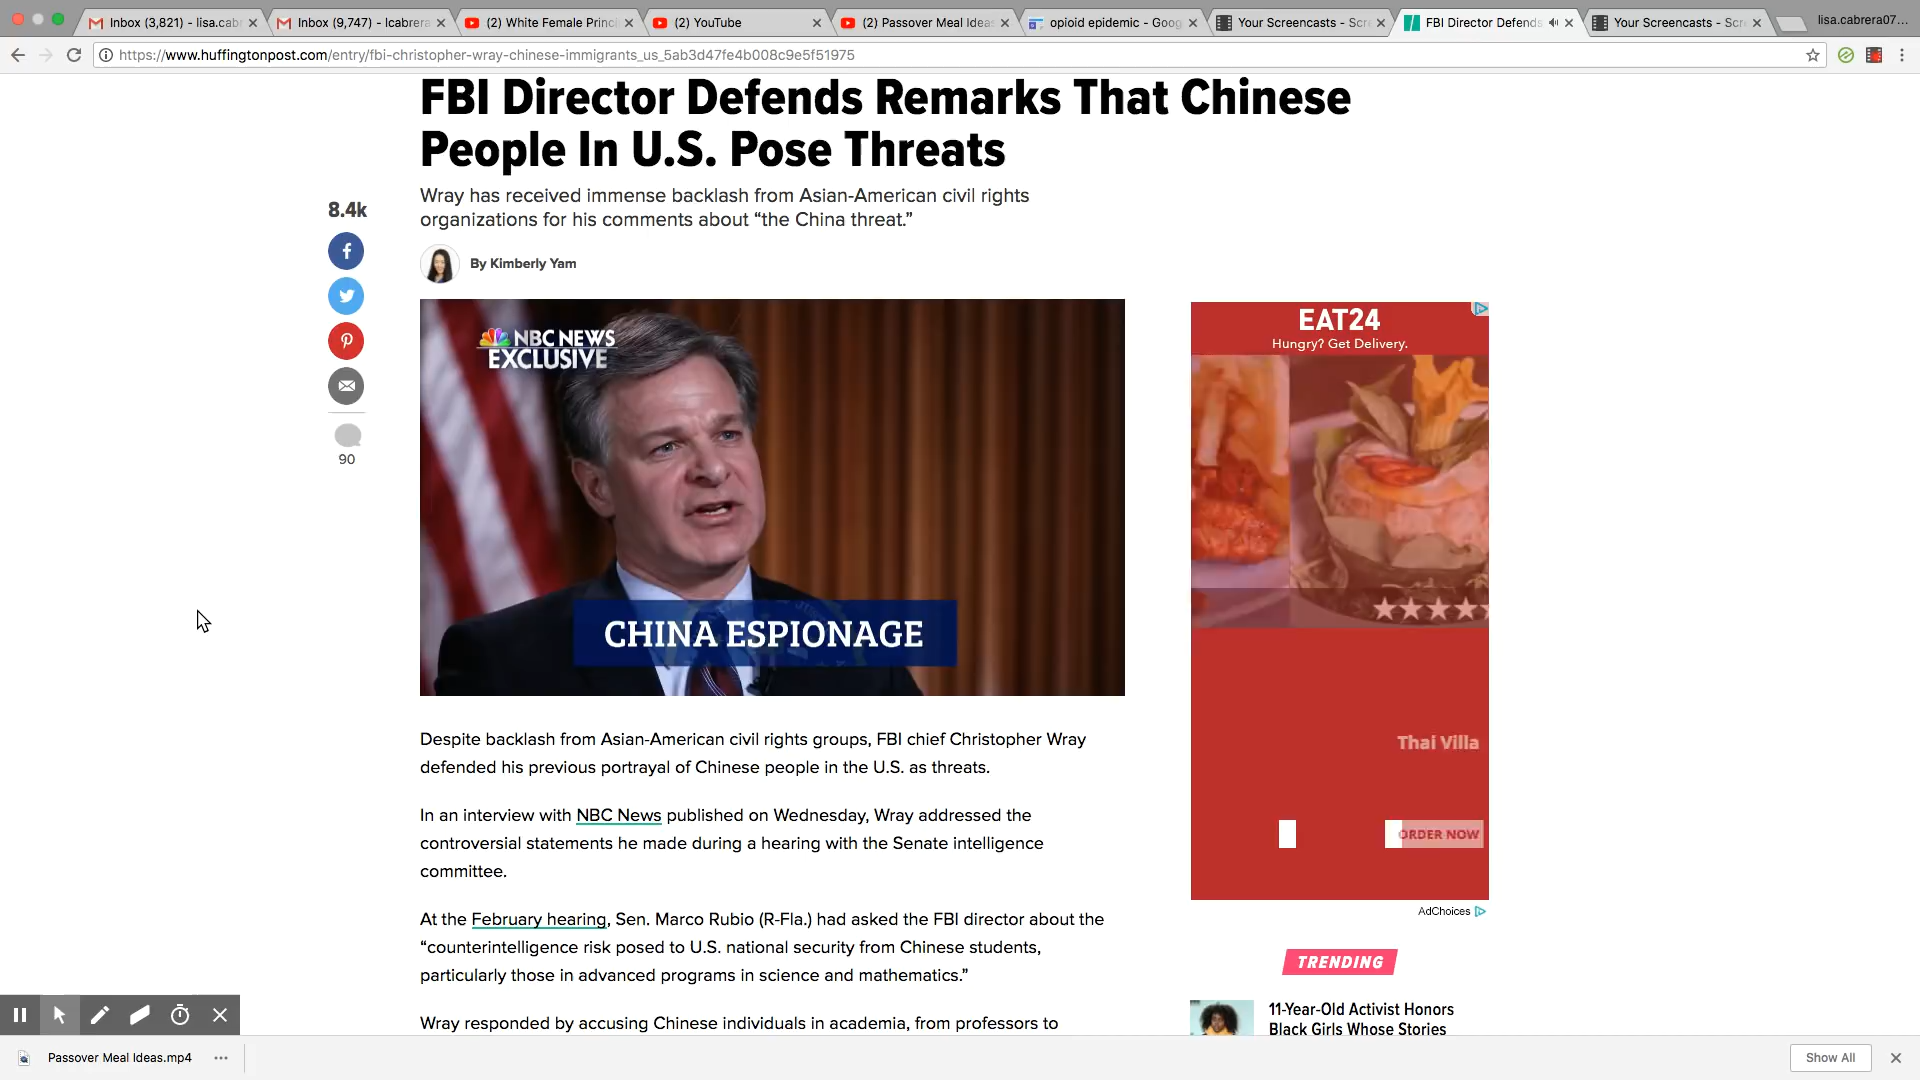 Inbox (3,821) - lisa.cab
Inbox (9,747) - lcabrera
(2) White Female Princi
(2) YouTube
(2) Passover Meal Ideas
opioid epidemic - Goog
Your Screencasts - Scre
FBI Director Defends
Your Screencasts - Scre
lisa.cabrera07...
https://www.huffingtonpost.com/entry/fbi-christopher-wray-chinese-immigrants_us_5ab3d47fe4b008c9e5f51975
FBI Director Defends Remarks That Chinese
People In U.S. Pose Threats
Wray has received immense backlash from Asian-American civil rights
organizations for his comments about “the China threat.”
8.4k
By Kimberly Yam
90
NBC NEWS
EXCLUSIVE
CHINA ESPIONAGE
EAT24
Hungry? Get Delivery.
Thai Villa
ORDER NOW
AdChoices
Despite backlash from Asian-American civil rights groups, FBI chief Christopher Wray
defended his previous portrayal of Chinese people in the U.S. as threats.
In an interview with NBC News published on Wednesday, Wray addressed the
controversial statements he made during a hearing with the Senate intelligence
committee.
At the February hearing, Sen. Marco Rubio (R-Fla.) had asked the FBI director about the
“counterintelligence risk posed to U.S. national security from Chinese students,
particularly those in advanced programs in science and mathematics.”
Wray responded by accusing Chinese individuals in academia, from professors to
TRENDING
11-Year-Old Activist Honors
Black Girls Whose Stories
Passover Meal Ideas.mp4
Show All